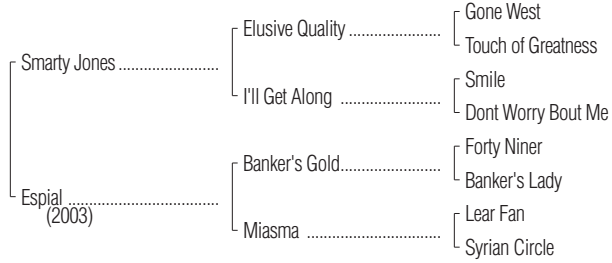 Gone West
Elusive Quality ......................
Touch of Greatness
Smarty Jones ........................
Smile
I'll Get Along ........................
Dont Worry Bout Me
Forty Niner
Banker's Gold........................
Banker's Lady
Espial ....................................
(2003)
Lear Fan
Miasma ................................
Syrian Circle